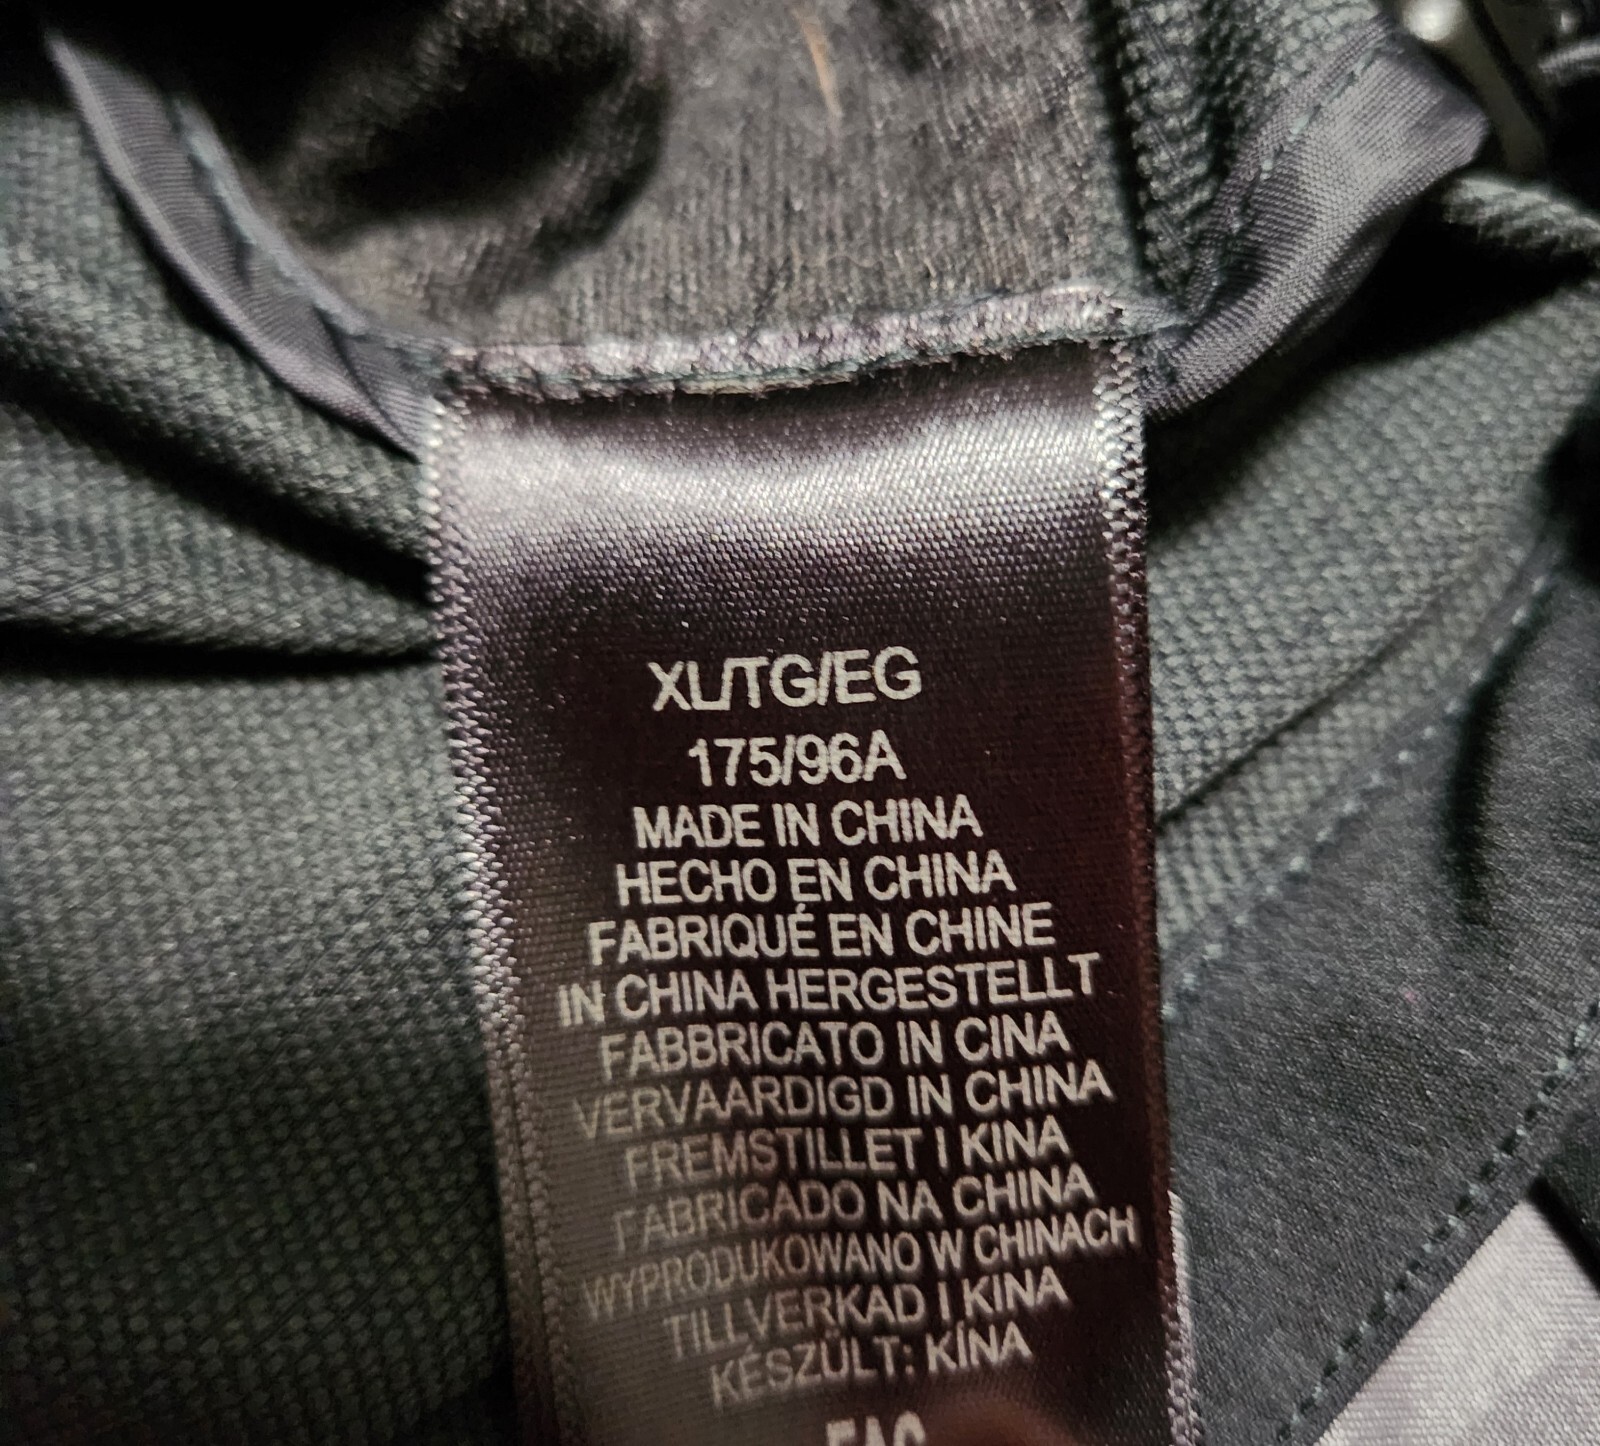 XL/TG/EG
175/96A
MADE IN CHINA
HECHO EN CHINA
FABRIQUÉ EN CHINE
IN CHINA HERGESTELLT
FABBRICATO IN CINA
VERVAARDIGD IN CHINA
FREMSTILLET I KINA
FABRICADO NA CHINA
WYPRODUKOWANO W CHINACH
TILLVERKAD I KINA
KÉSZÜLT: KÍNA